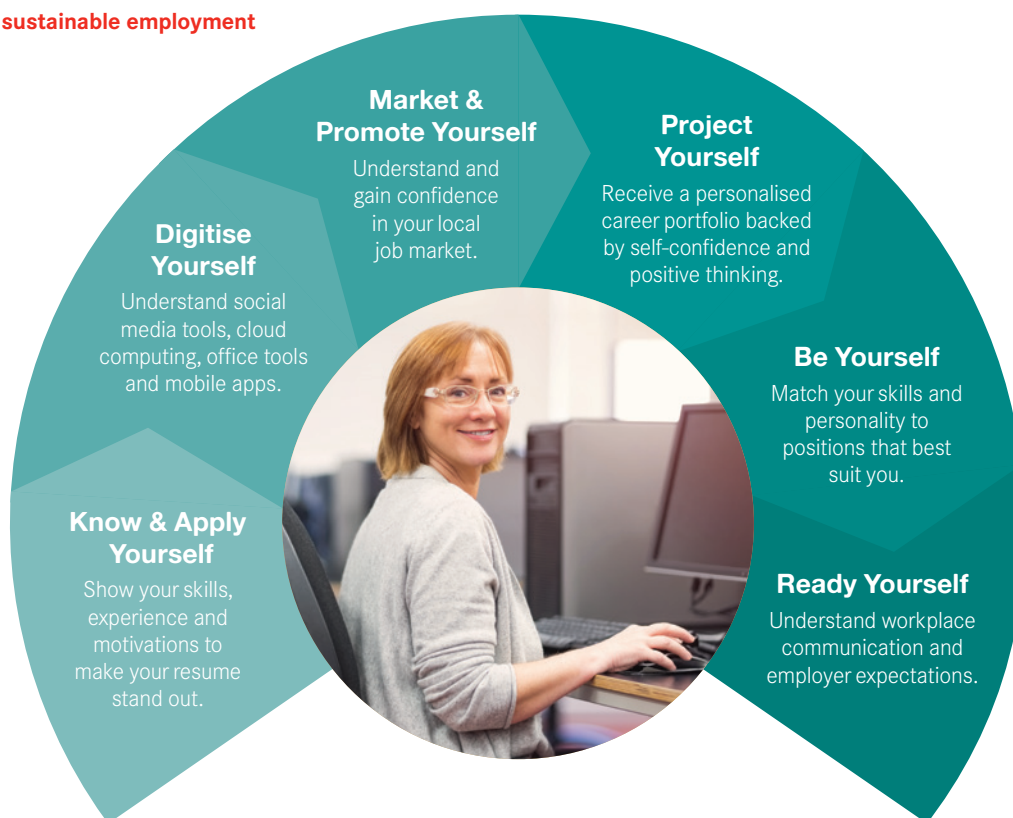 sustainable employment
Know & Apply
Yourself
Show your skills,
experience and
motivations to
make your resume
stand out.
Digitise
Yourself
Understand social
media tools, cloud
computing, office tools
and mobile apps.
Market &
Promote Yourself
Understand and
gain confidence
in your local
job market.
Project
Yourself
Receive a personalised
career portfolio backed
by self-confidence and
positive thinking.
Be Yourself
Match your skills and
personality to
positions that best
suit you.
Ready Yourself
Understand workplace
communication and
employer expectations.